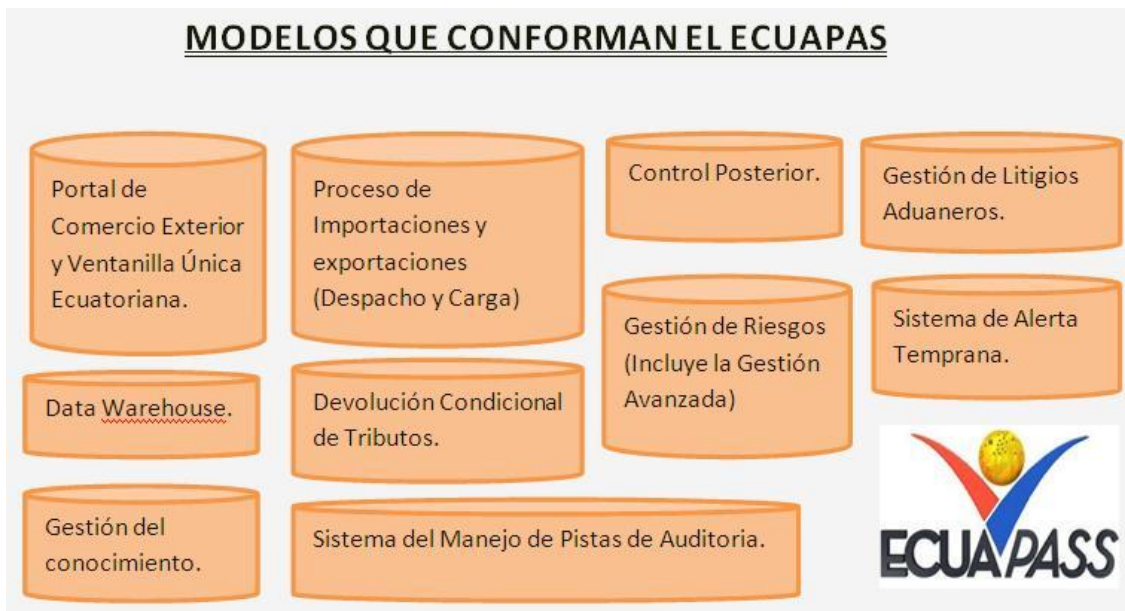 MODELOS QUE CONFORMAN EL ECUAPAS
Portal de
Comercio Exterior
y Ventanilla Única
Ecuatoriana.
Proceso de
Importaciones y
exportaciones
(Despacho y Carga)
Control Posterior.
Gestión de Litigios
Aduaneros.
Gestión de Riesgos
(Incluye la Gestión
Avanzada)
Sistema de Alerta
Temprana.
Data Warehouse.
Devolución Condicional
de Tributos.
Gestión del
conocimiento.
Sistema del Manejo de Pistas de Auditoria.
ECUAPASS